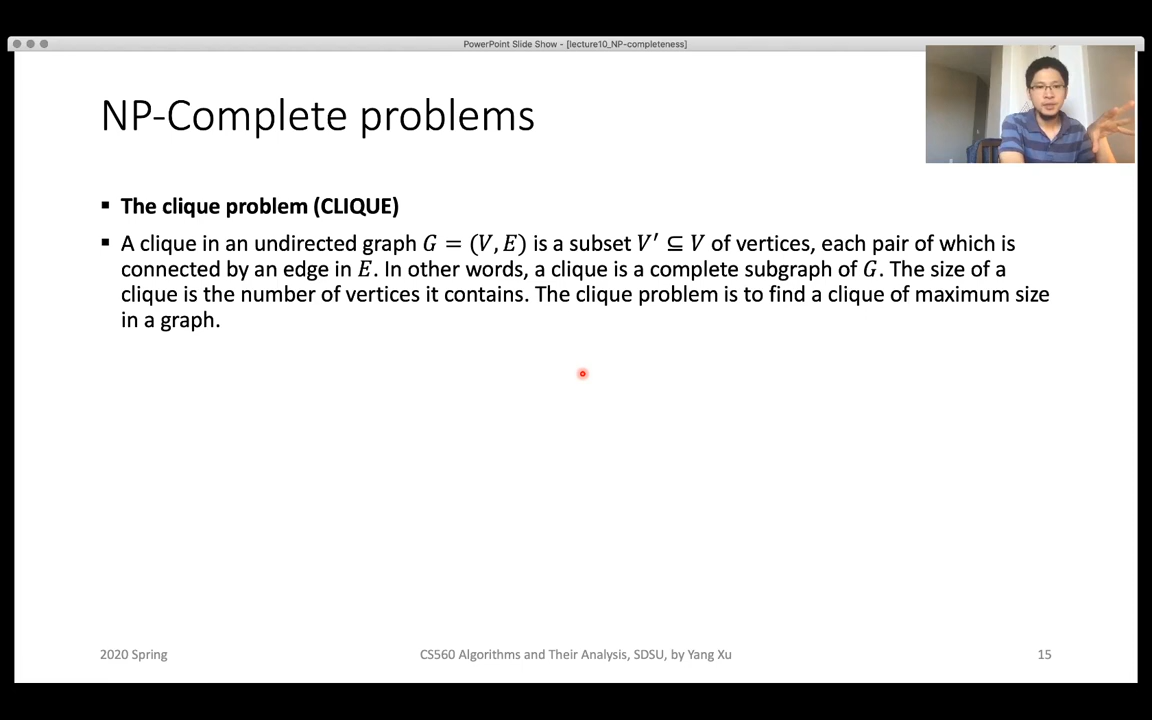 PowerPoint Slide Show - [lecture10_NP-completeness]
NP-Complete problems
▪ The clique problem (CLIQUE)
▪ A clique in an undirected graph G = (V, E) is a subset V′ ⊆ V of vertices, each pair of which is
connected by an edge in E. In other words, a clique is a complete subgraph of G. The size of a
clique is the number of vertices it contains. The clique problem is to find a clique of maximum size
in a graph.
2020 Spring
CS560 Algorithms and Their Analysis, SDSU, by Yang Xu
15